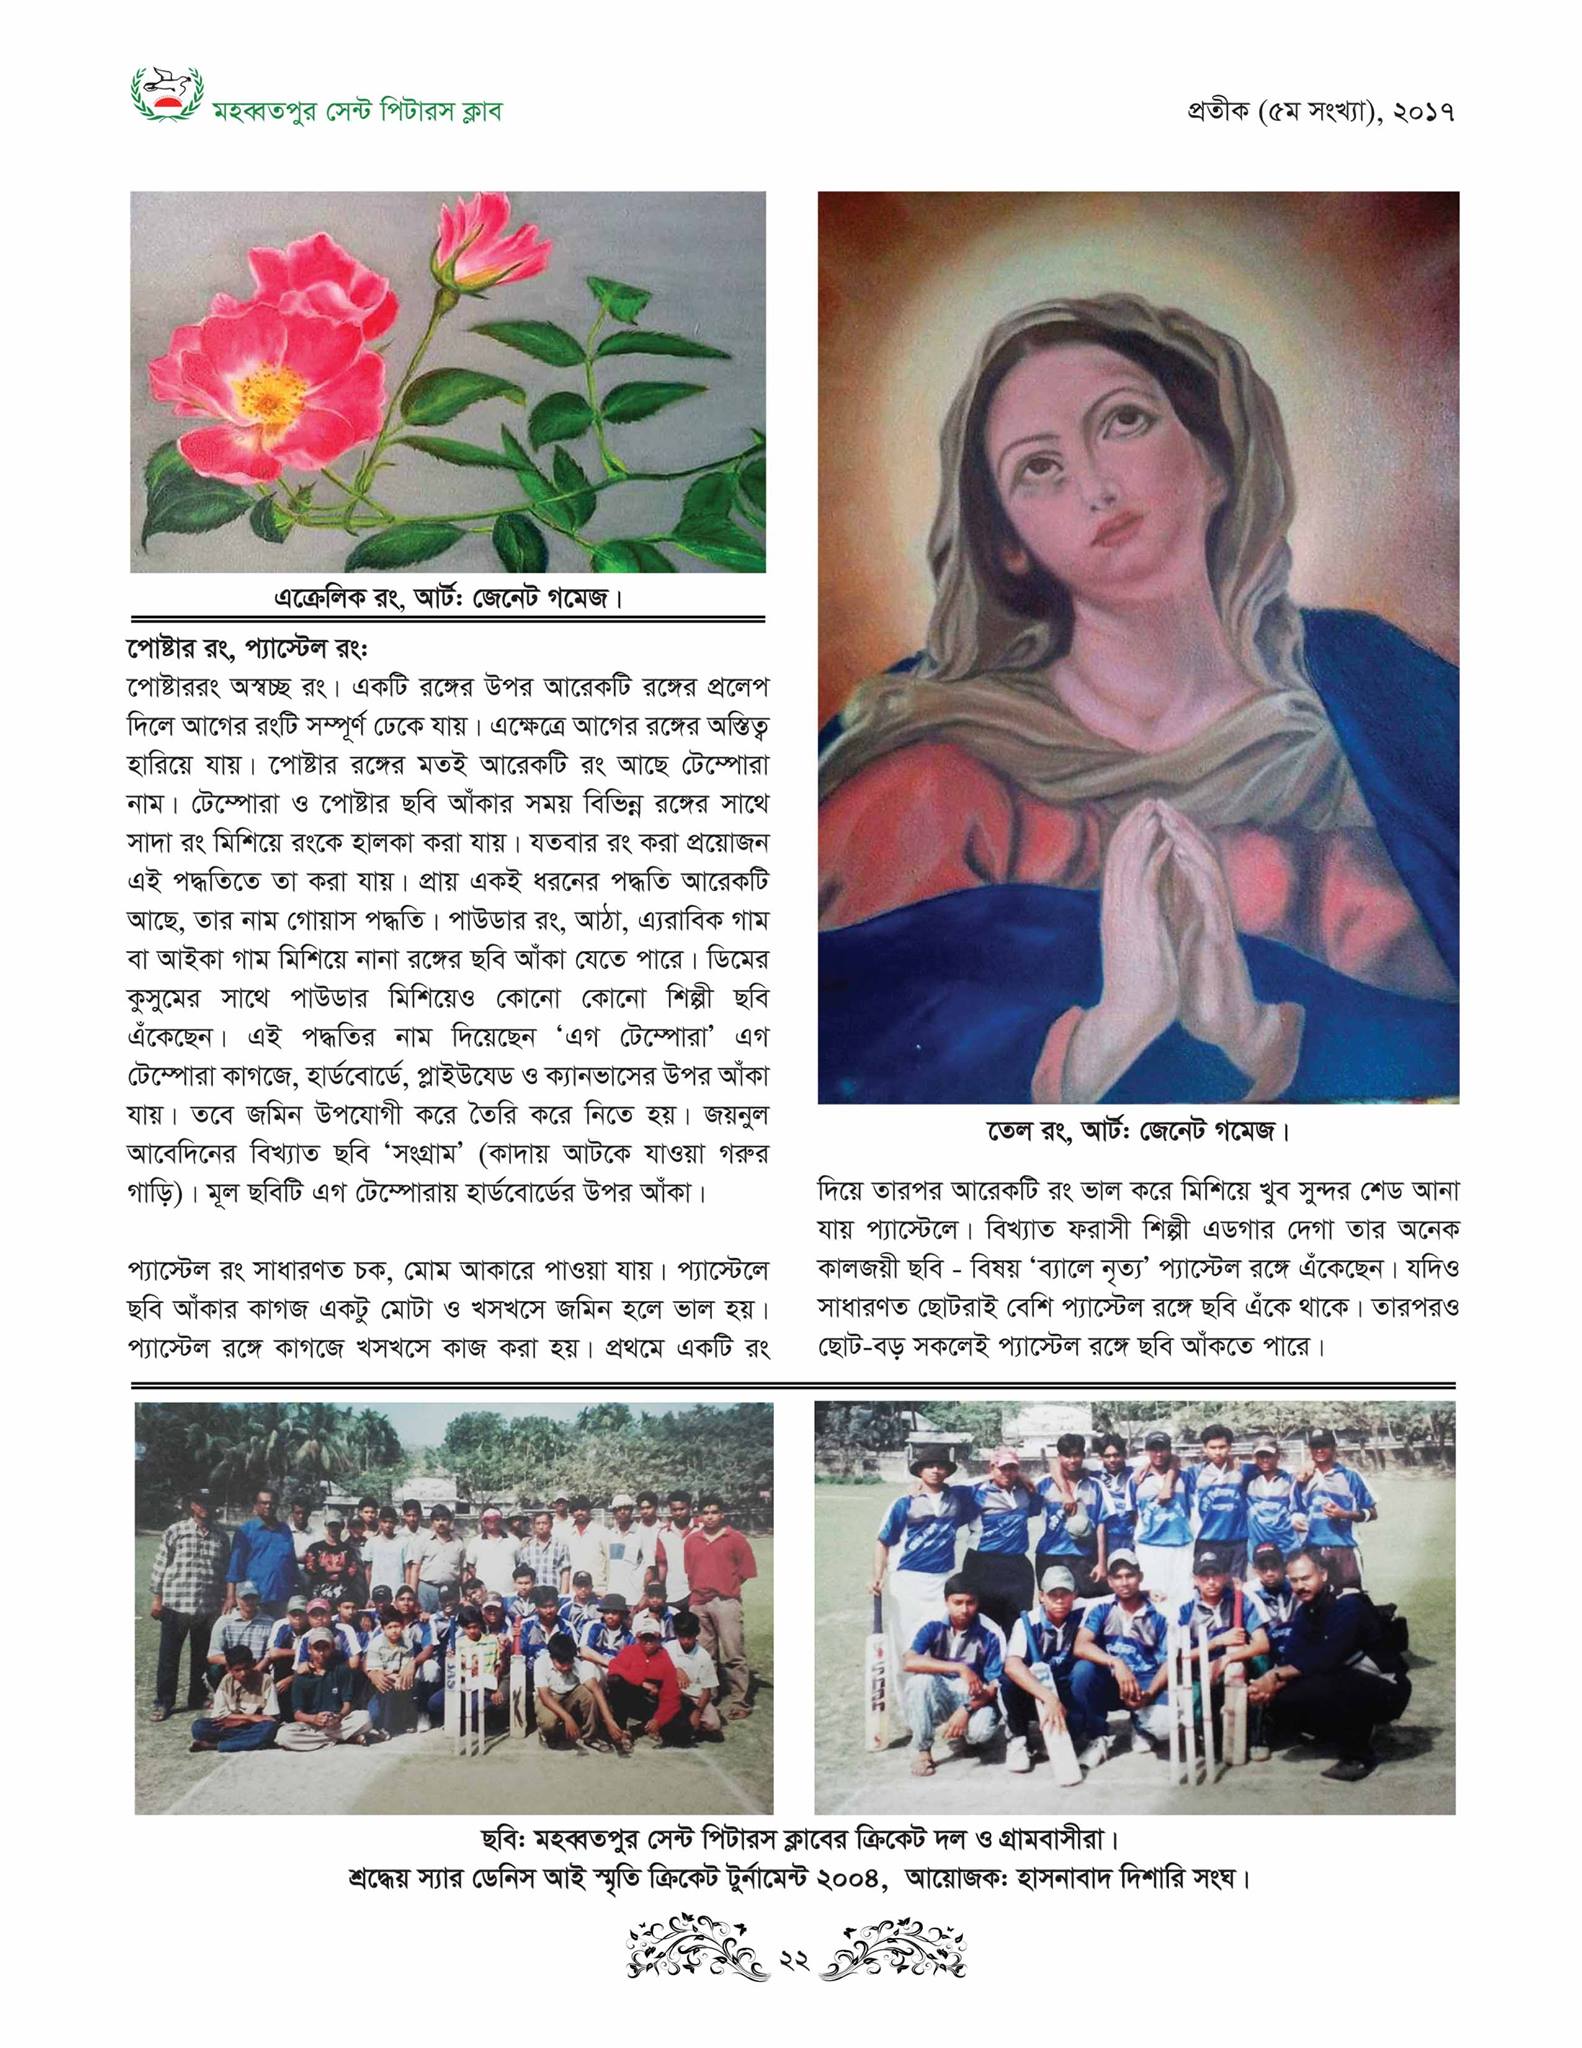 মহব্বতপুর সেন্ট পিটারস ক্লাব
প্রতীক (৫ম সংখ্যা), ২০১৭
এক্রেলিক রং, আর্ট: জেনেট গমেজ।
পোষ্টার রং, প্যাস্টেল রং:
পোষ্টাররং অস্বচ্ছ রং। একটি রঙ্গের উপর আরেকটি রঙ্গের প্রলেপ
দিলে আগের রংটি সম্পূর্ণ ঢেকে যায়। এক্ষেত্রে আগের রঙ্গের অস্তিত্ব
হারিয়ে যায়। পোষ্টার রঙ্গের মতই আরেকটি রং আছে টেম্পোরা
নাম। টেম্পোরা ও পোষ্টার ছবি আঁকার সময় বিভিন্ন রঙ্গের সাথে
সাদা রং মিশিয়ে রংকে হালকা করা যায়। যতবার রং করা প্রয়োজন
এই পদ্ধতিতে তা করা যায়। প্রায় একই ধরনের পদ্ধতি আরেকটি
আছে, তার নাম গোয়াস পদ্ধতি। পাউডার রং, আঠা, এ্যরাবিক গাম
বা আইকা গাম মিশিয়ে নানা রঙ্গের ছবি আঁকা যেতে পারে। ডিমের
কুসুমের সাথে পাউডার মিশিয়েও কোনো কোনো শিল্পী ছবি
এঁকেছেন। এই পদ্ধতির নাম দিয়েছেন ‘এগ টেম্পোরা’ এগ
টেম্পোরা কাগজে, হার্ডবোর্ডে, প্লাইউযেড ও ক্যানভাসের উপর আঁকা
যায়। তবে জমিন উপযোগী করে তৈরি করে নিতে হয়। জয়নুল
আবেদিনের বিখ্যাত ছবি ‘সংগ্রাম’ (কাদায় আটকে যাওয়া গরুর
গাড়ি)। মূল ছবিটি এগ টেম্পোরায় হার্ডবোর্ডের উপর আঁকা।
প্যাস্টেল রং সাধারণত চক, মোম আকারে পাওয়া যায়। প্যাস্টেলে
ছবি আঁকার কাগজ একটু মোটা ও খসখসে জমিন হলে ভাল হয়।
প্যাস্টেল রঙ্গে কাগজে খসখসে কাজ করা হয়। প্রথমে একটি রং
তেল রং, আর্ট: জেনেট গমেজ।
দিয়ে তারপর আরেকটি রং ভাল করে মিশিয়ে খুব সুন্দর শেড আনা
যায় প্যাস্টেলে। বিখ্যাত ফরাসী শিল্পী এডগার দেগা তার অনেক
কালজয়ী ছবি - বিষয় ‘ব্যালে নৃত্য’ প্যাস্টেল রঙ্গে এঁকেছেন। যদিও
সাধারণত ছোটরাই বেশি প্যাস্টেল রঙ্গে ছবি এঁকে থাকে। তারপরও
ছোট-বড় সকলেই প্যাস্টেল রঙ্গে ছবি আঁকতে পারে।
ছবি: মহব্বতপুর সেন্ট পিটারস ক্লাবের ক্রিকেট দল ও গ্রামবাসীরা।
শ্রদ্ধেয় স্যার ডেনিস আই স্মৃতি ক্রিকেট টুর্নামেন্ট ২০০৪, আয়োজক: হাসনাবাদ দিশারি সংঘ।
২২